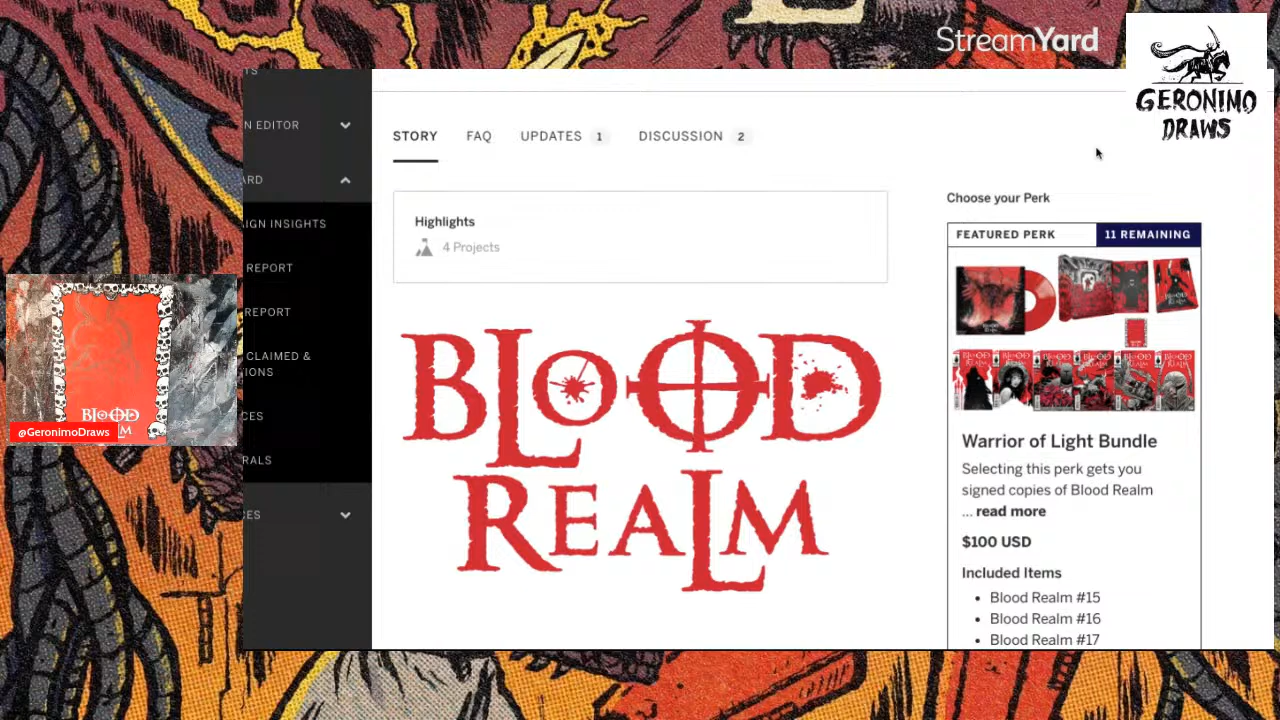 StreamYard
GERONIMO
DRAWS
N EDITOR
ARD
IGN INSIGHTS
REPORT
REPORT
CLAIMED &
IONS
CES
RALS
CES
STORY FAQ UPDATES 1 DISCUSSION 2
Highlights
4 Projects
BLOOD
REALM
Choose your Perk
FEATURED PERK 11 REMAINING
Warrior of Light Bundle
Selecting this perk gets you
signed copies of Blood Realm
... read more
$100 USD
Included Items
• Blood Realm #15
• Blood Realm #16
• Blood Realm #17
BLOOD
@GeronimoDraws